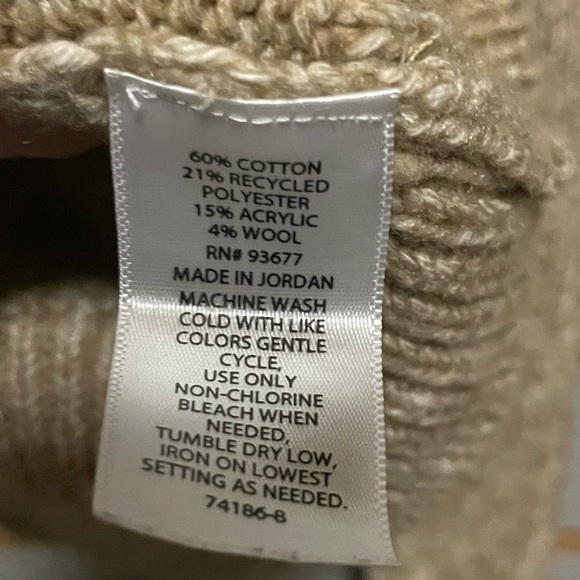 60% COTTON
21% RECYCLED
POLYESTER
15% ACRYLIC
4% WOOL
RN# 93677
MADE IN JORDAN
MACHINE WASH
COLD WITH LIKE
COLORS GENTLE
CYCLE,
USE ONLY
NON-CHLORINE
BLEACH WHEN
NEEDED,
TUMBLE DRY LOW,
IRON ON LOWEST
SETTING AS NEEDED.
74186-8